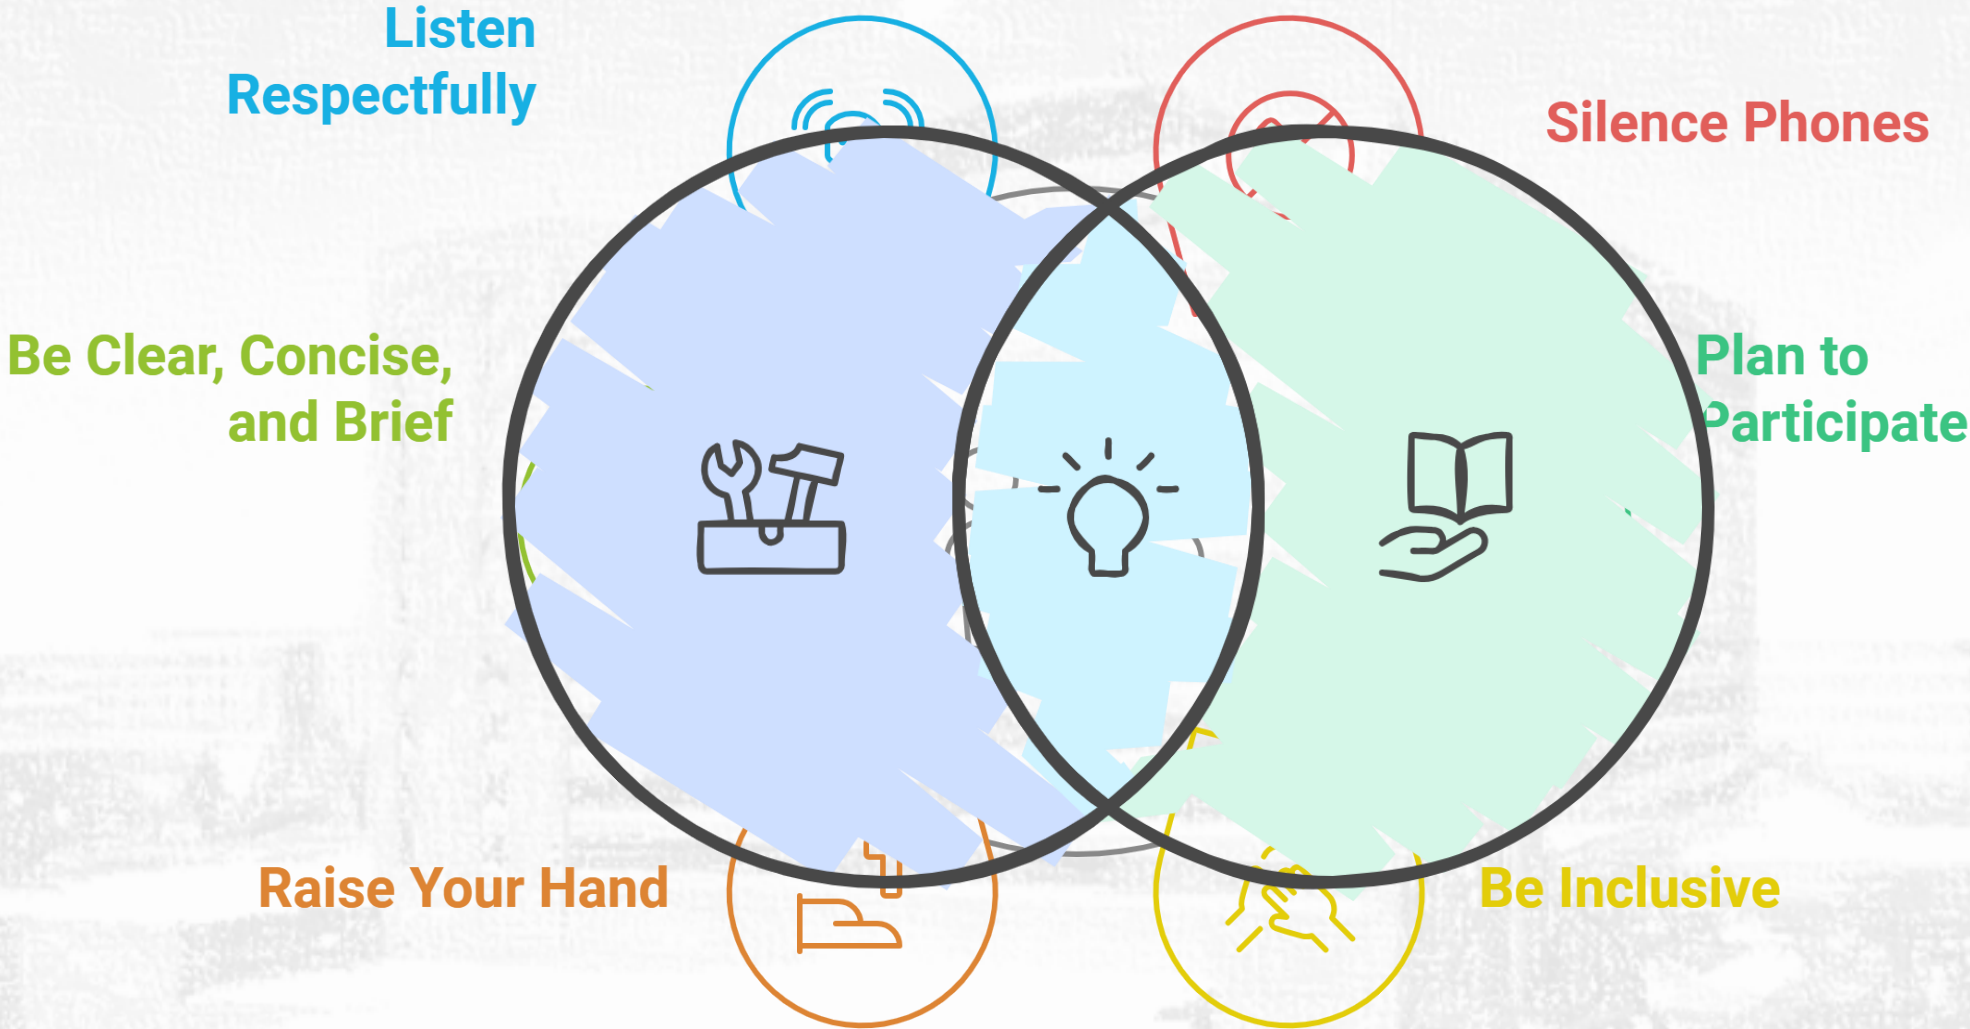 Listen
Respectfully
Silence Phones
Be Clear, Concise,
and Brief
Plan to
Participate
Raise Your Hand
Be Inclusive